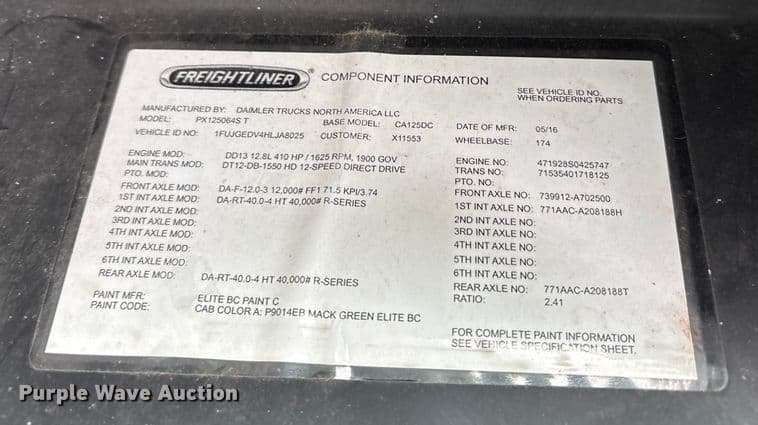 FREIGHTLINER® COMPONENT INFORMATION
SEE VEHICLE ID NO.
WHEN ORDERING PARTS
MANUFACTURED BY: DAIMLER TRUCKS NORTH AMERICA LLC
MODEL: PX125064S T BASE MODEL: CA125DC DATE OF MFR: 05/16
VEHICLE ID NO: 1FUJGEDV4HLJA8025 CUSTOMER: X11553 WHEELBASE: 174
ENGINE MOD: DD13 12.8L 410 HP / 1625 RPM, 1900 GOV ENGINE NO: 471928S0425747
MAIN TRANS MOD: DT12-DB-1550 HD 12-SPEED DIRECT DRIVE TRANS NO: 71535401718125
PTO. MOD: PTO. NO:
FRONT AXLE MOD: DA-F-12.0-3 12,000# FF1 71.5 KPI/3.74 FRONT AXLE NO: 739912-A702500
1ST INT AXLE MOD: DA-RT-40.0-4 HT 40,000# R-SERIES 1ST INT AXLE NO: 771AAC-A208188H
2ND INT AXLE MOD: 2ND INT AXLE NO:
3RD INT AXLE MOD: 3RD INT AXLE NO:
4TH INT AXLE MOD: 4TH INT AXLE NO:
5TH INT AXLE MOD: 5TH INT AXLE NO:
6TH INT AXLE MOD: 6TH INT AXLE NO:
REAR AXLE MOD: DA-RT-40.0-4 HT 40,000# R-SERIES REAR AXLE NO: 771AAC-A208188T
RATIO: 2.41
PAINT MFR: ELITE BC PAINT C
PAINT CODE: CAB COLOR A: P9014EB MACK GREEN ELITE BC
FOR COMPLETE PAINT INFORMATION
SEE VEHICLE SPECIFICATION SHEET.
Purple Wave Auction